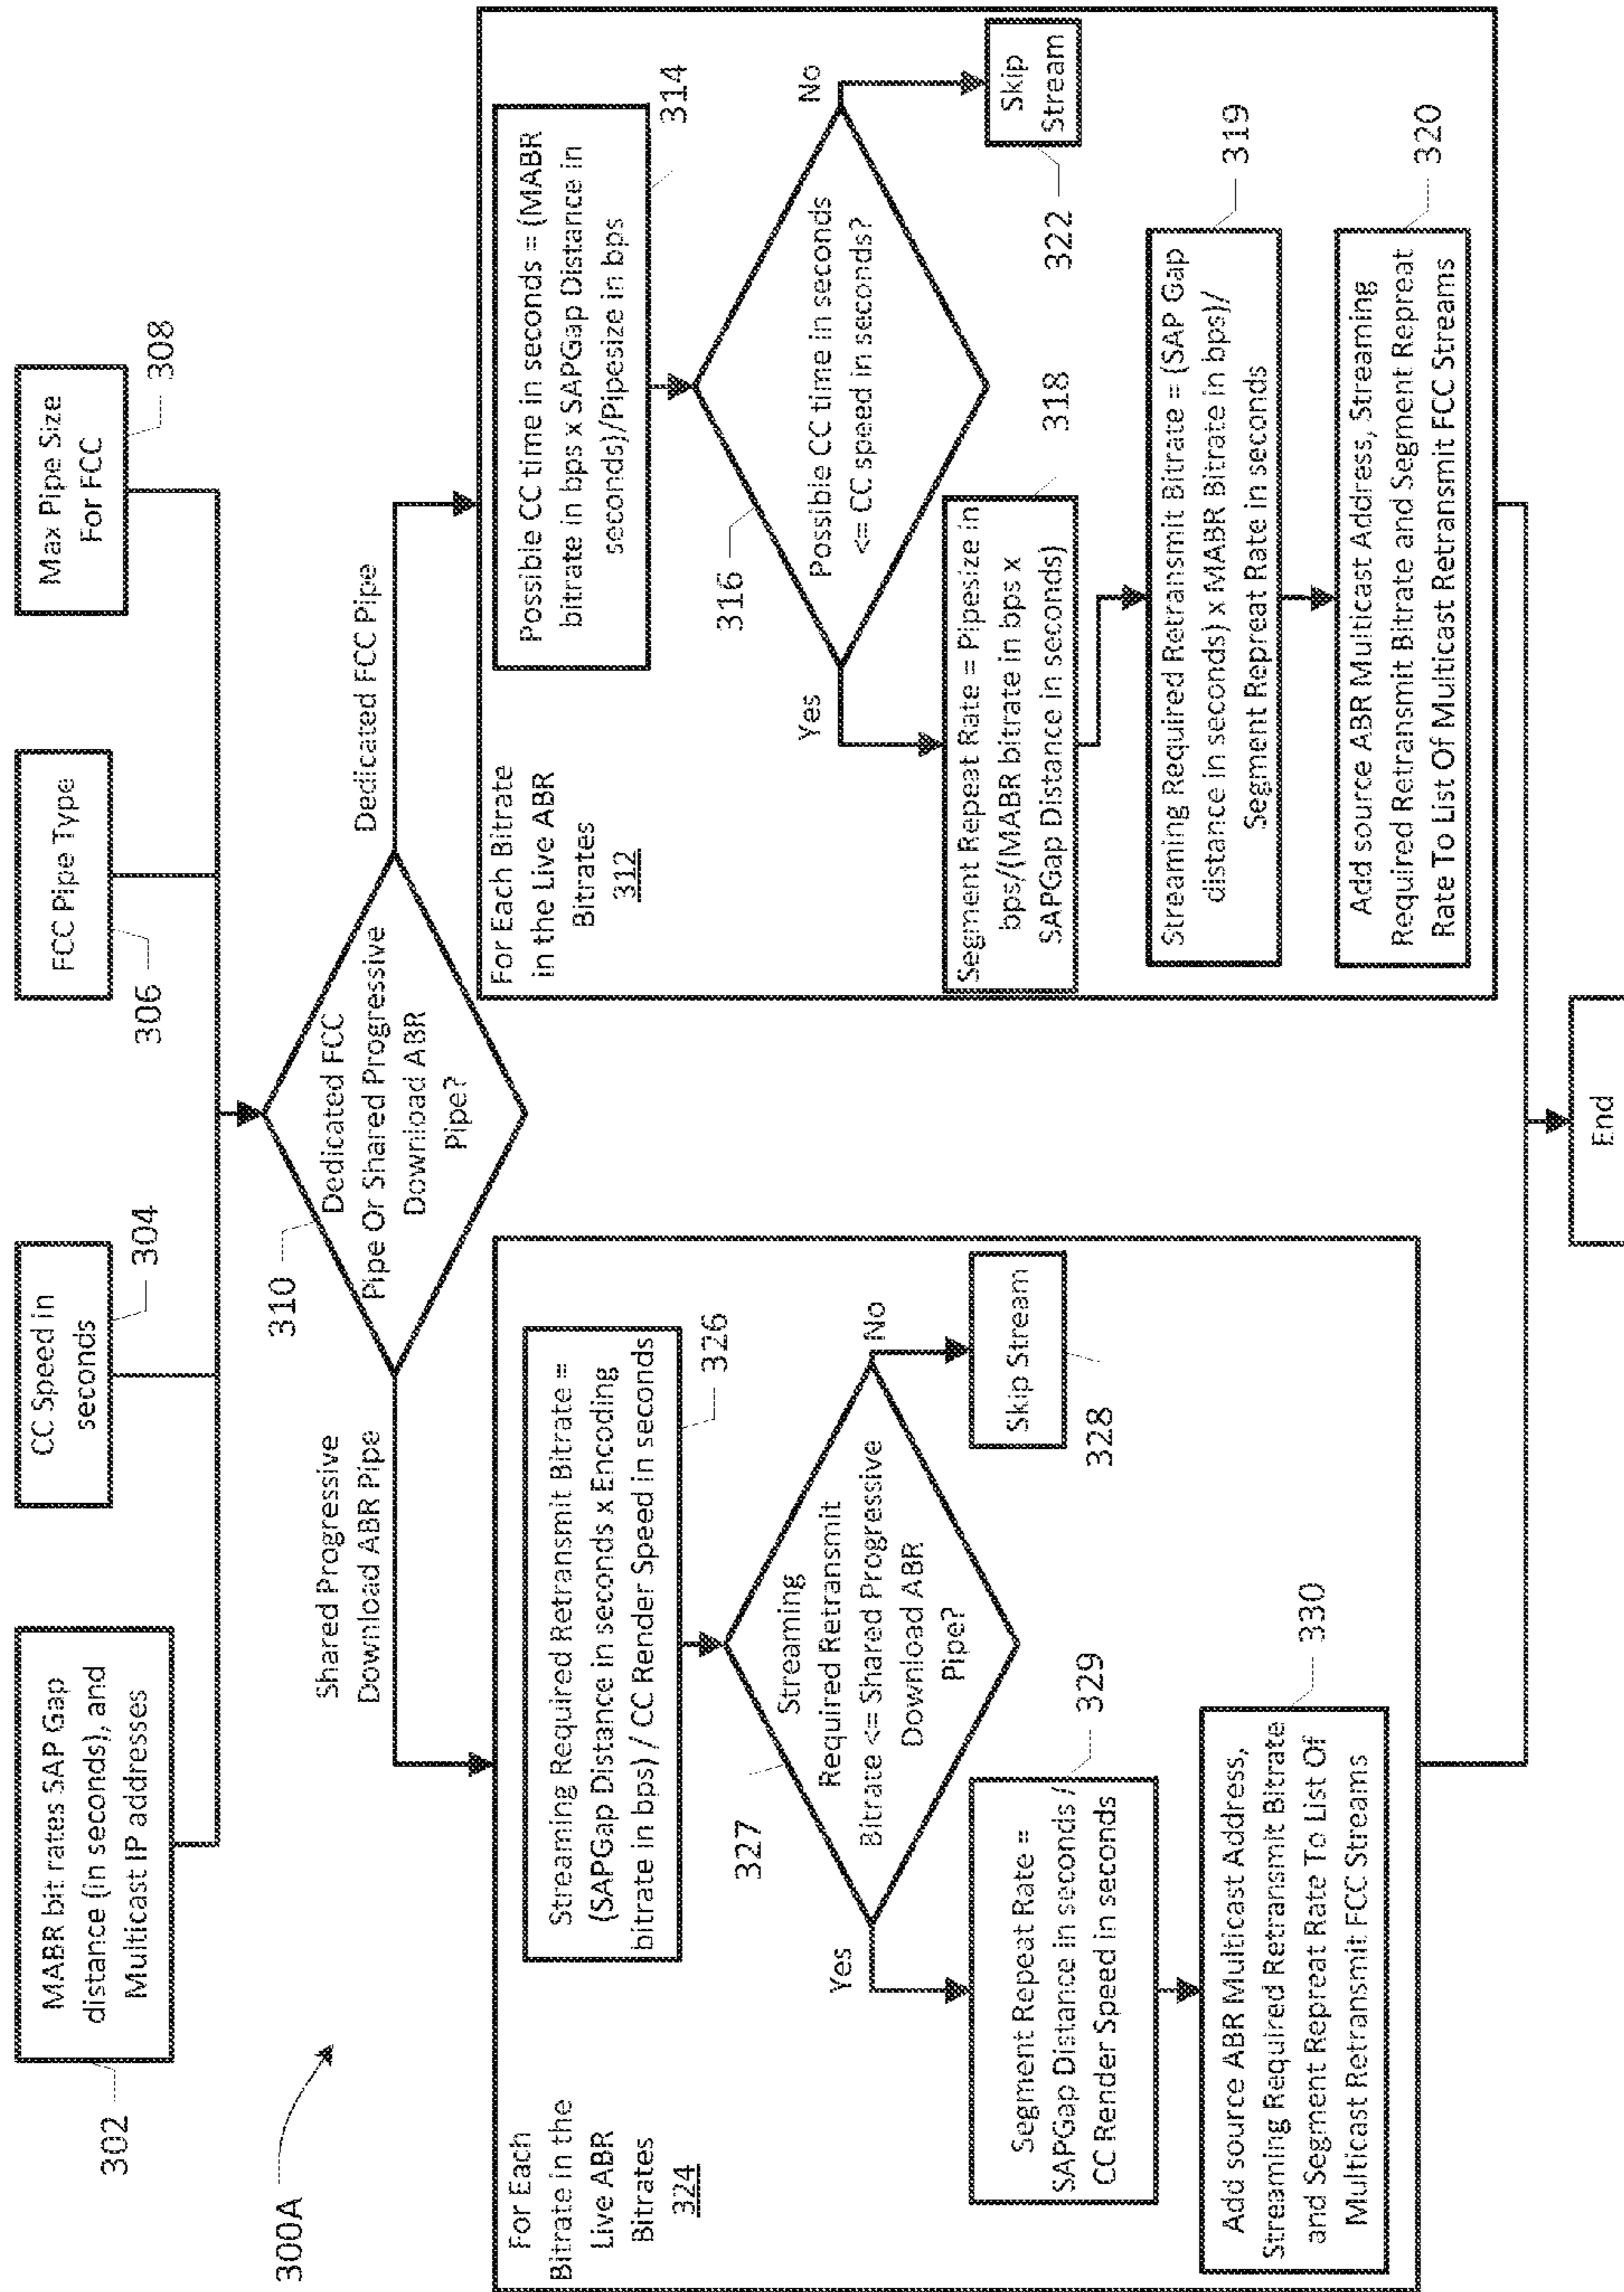 300A
MABR bit rates SAP Gap
distance (in seconds), and
Multicast IP addresses
302
CC Speed in
seconds
304
FCC Pipe Type
306
Max Pipe Size
For FCC
308
310
Dedicated FCC
Pipe Or Shared Progressive
Download ABR
Pipe?
Shared Progressive
Download ABR Pipe
Dedicated FCC Pipe
For Each
Bitrate in the
Live ABR
Bitrates
324
Streaming Required Retransmit Bitrate =
(SAPGap Distance in seconds x Encoding
bitrate in bps) / CC Render Speed in seconds
326
327
Streaming
Required Retransmit
Bitrate <= Shared Progressive
Download ABR
Pipe?
Yes
No
Skip Stream
328
Segment Repeat Rate =
SAPGap Distance in seconds /
CC Render Speed in seconds
329
Add source ABR Multicast Address,
Streaming Required Retransmit Bitrate
and Segment Repreat Rate To List Of
Multicast Retransmit FCC Streams
330
For Each Bitrate
in the Live ABR
Bitrates
312
Possible CC time in seconds = (MABR
bitrate in bps x SAPGap Distance in
seconds)/Pipesize in bps
314
316
Possible CC time in seconds
<= CC speed in seconds?
Yes
No
Skip
Stream
322
Segment Repeat Rate = Pipesize in
bps/(MABR bitrate in bps x
SAPGap Distance in seconds)
318
Streaming Required Retransmit Bitrate = (SAP Gap
distance in seconds) x MABR Bitrate in bps)/
Segment Repeat Rate in seconds
319
Add source ABR Multicast Address, Streaming
Required Retransmit Bitrate and Segment Repeat
Rate To List Of Multicast Retransmit FCC Streams
320
End